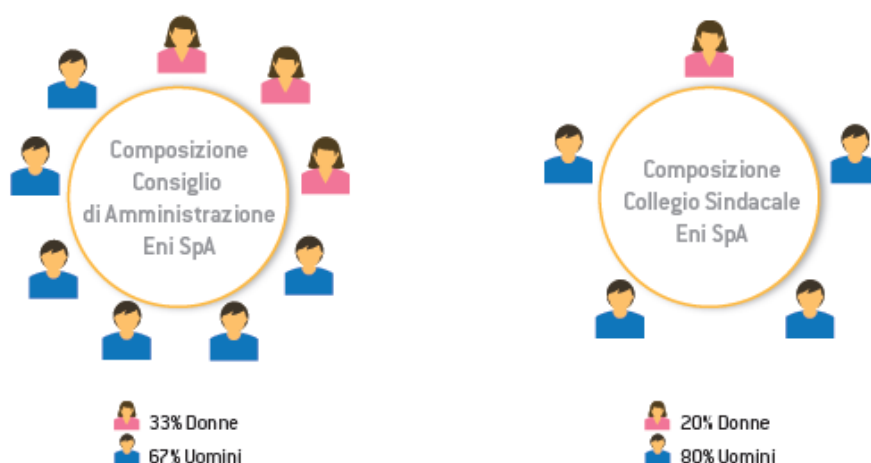 Composizione
Consiglio
di Amministrazione
Eni SpA
33% Donne
67% Uomini
Composizione
Collegio Sindacale
Eni SpA
20% Donne
80% Uomini